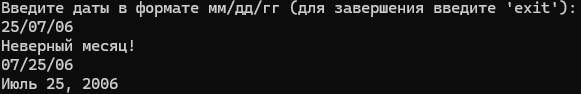 Введите даты в формате мм/дд/гг (для завершения введите 'exit'):
25/07/06
Неверный месяц!
07/25/06
Июль 25, 2006